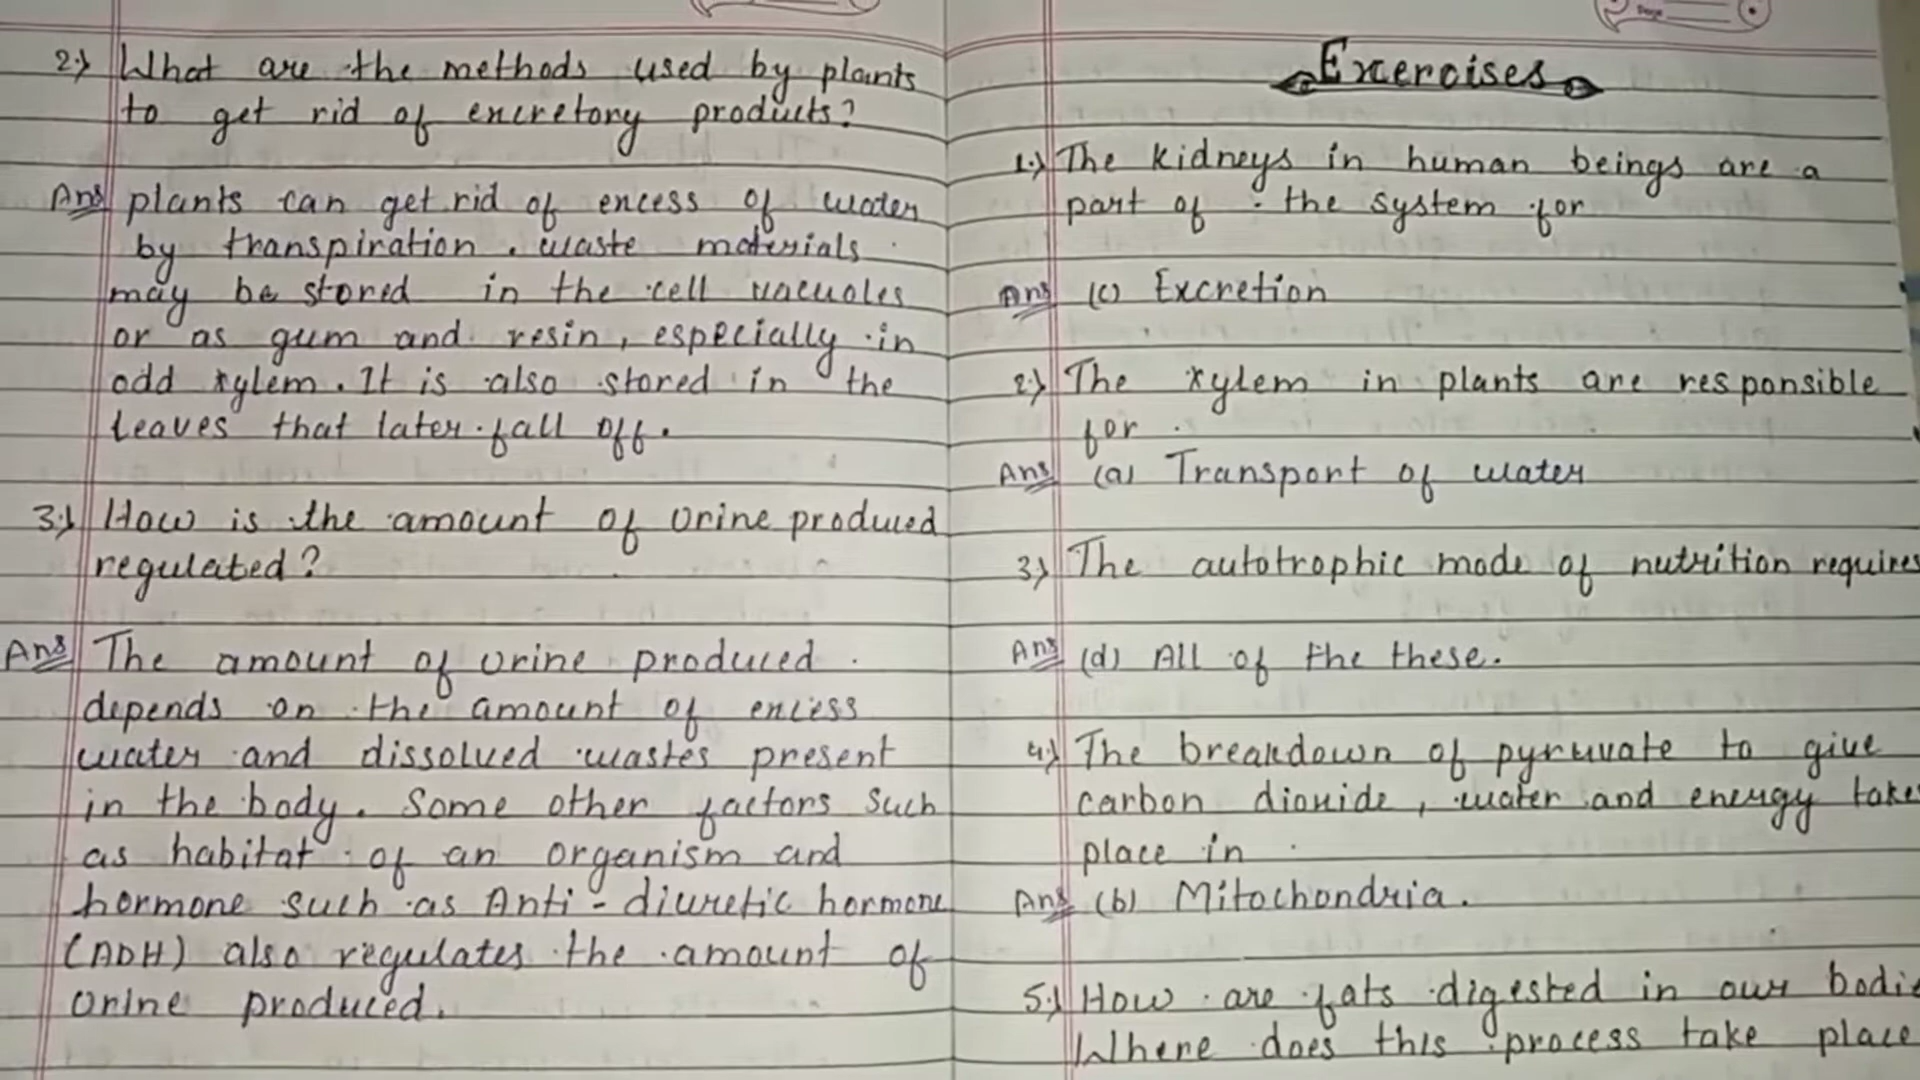 2.) What are the methods used by plants
to get rid of excretory products?
Ans plants can get rid of excess of water
by transpiration. waste materials
may be stored in the cell vacuoles
or as gum and resin, especially in
odd xylem. It is also stored in the
leaves that later fall off.
3.) How is the amount of Urine produced
regulated?
Ans The amount of urine produced
depends on the amount of excess
water and dissolved wastes present
in the body. Some other factors such
as habitat of an organism and
hormone such as Anti-diuretic hormone
(ADH) also regulates the amount of
Urine produced.
Page
Excercises
1.) The kidneys in human beings are a
part of the system for
Ans (c) Excretion
2.) The xylem in plants are responsible
for
Ans (a) Transport of water
3.) The autotrophic mode of nutrition requires
Ans (d) All of the these.
4.) The breakdown of pyruvate to give
carbon dioxide, water and energy take
place in
Ans (b) Mitochondria.
5.) How are fats digested in our bodie
Where does this process take place